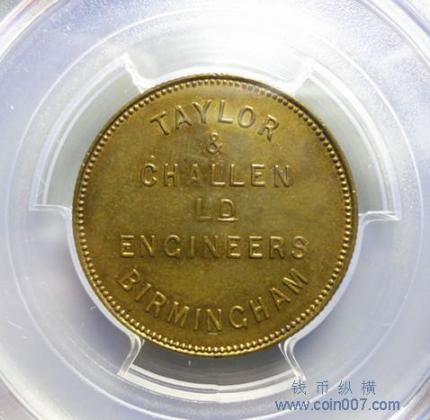 TAYLOR
&
CHALLEN
LD
ENGINEERS
BIRMINGHAM
钱币纵横
www.coin007.com